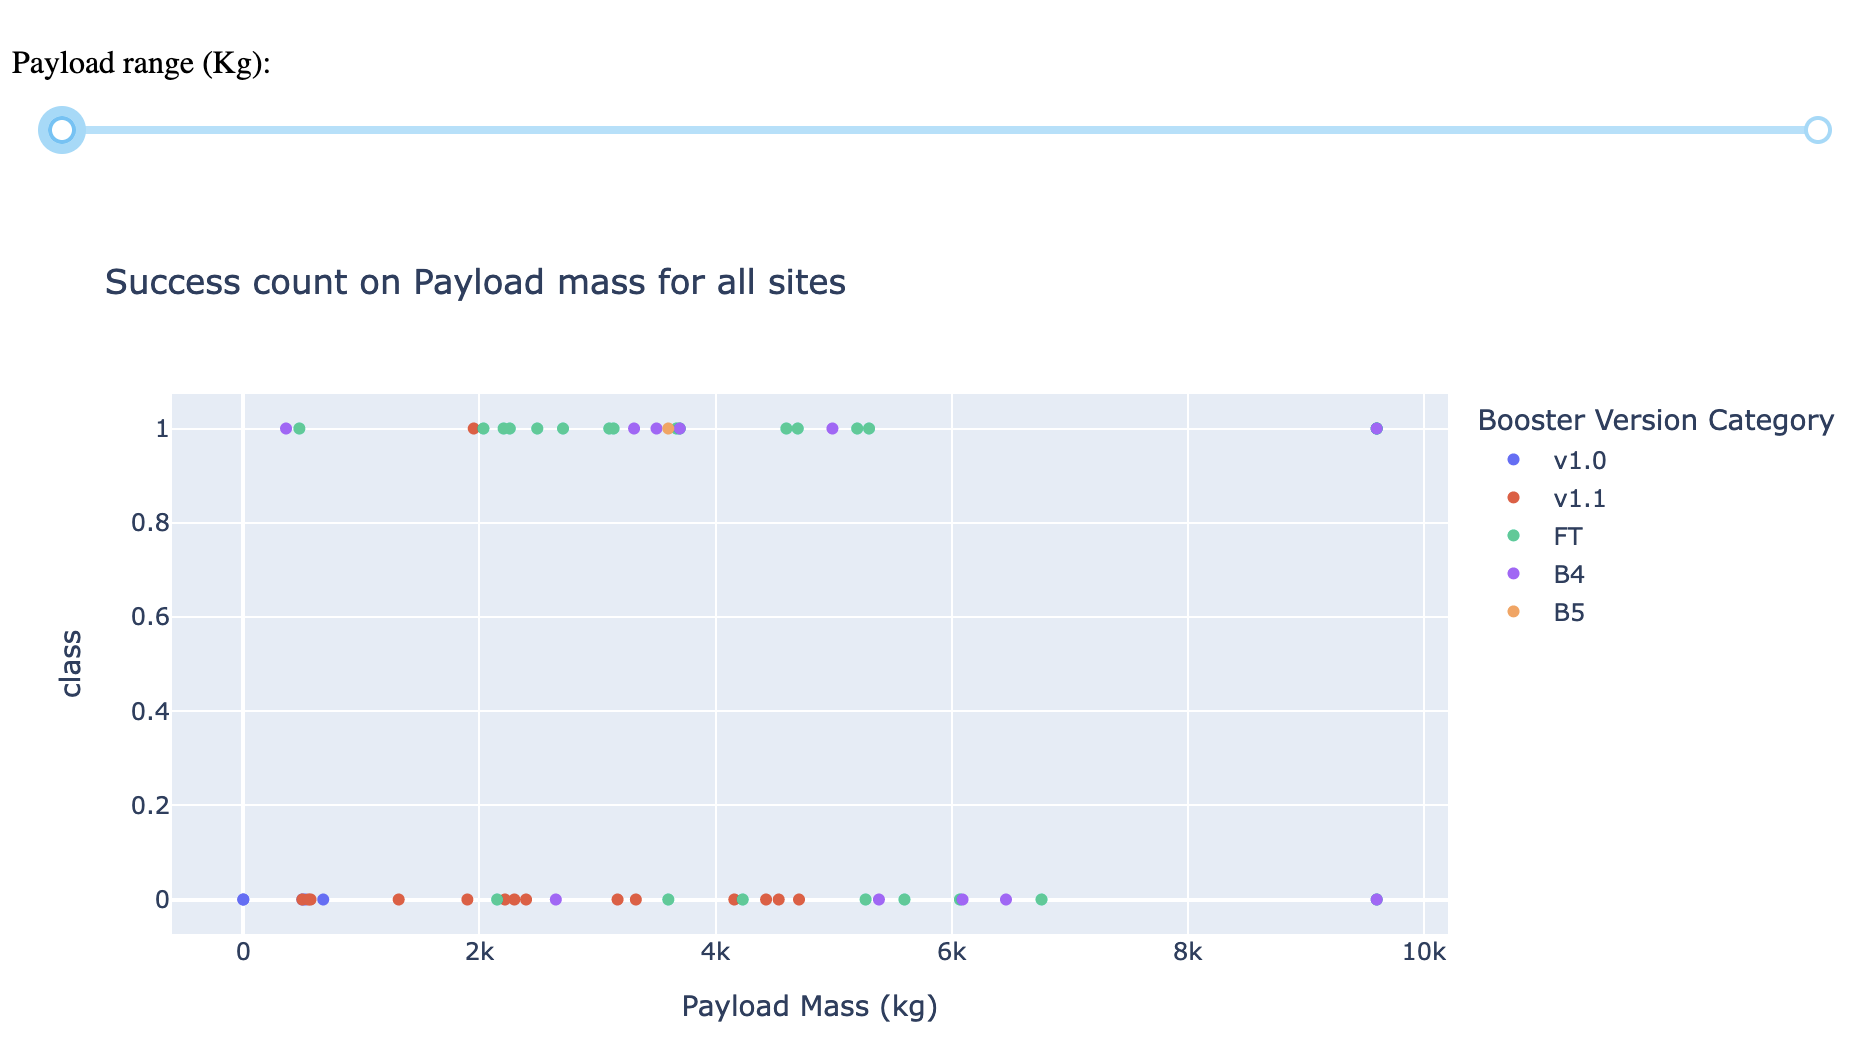 Payload range (Kg):
Success count on Payload mass for all sites
Booster Version Category
v1.0
v1.1
FT
B4
B5
class
1
0.8
0.6
0.4
0.2
0
0 2k 4k 6k 8k 10k
Payload Mass (kg)